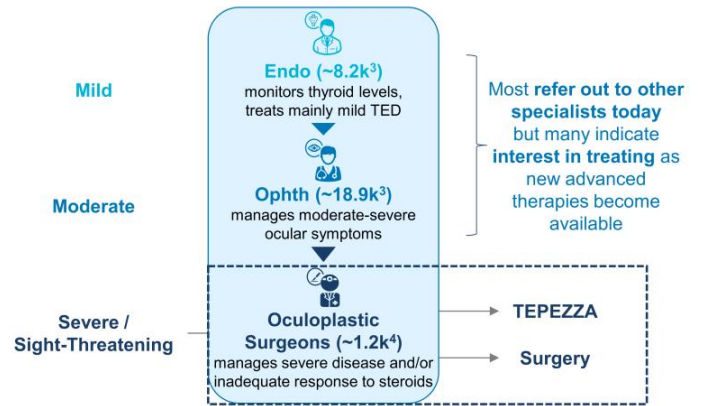 Mild
Endo (~8.2k³)
monitors thyroid levels,
treats mainly mild TED
Most refer out to other
specialists today
but many indicate
interest in treating as
new advanced
therapies become
available
Moderate
Ophth (~18.9k³)
manages moderate-severe
ocular symptoms
Severe /
Sight-Threatening
Oculoplastic
Surgeons (~1.2k⁴)
manages severe disease and/or
inadequate response to steroids
TEPEZZA
Surgery